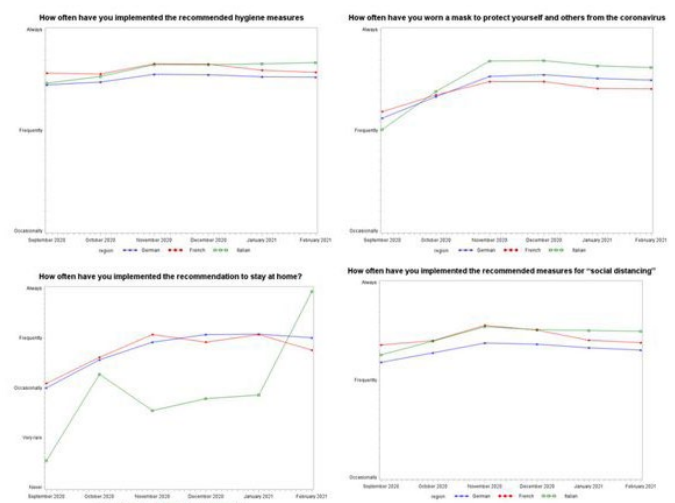 How often have you implemented the recommended hygiene measures
Always
Frequently
Occasionally
September 2020 October 2020 November 2020 December 2020 January 2021 February 2021
region German French Italian
How often have you worn a mask to protect yourself and others from the coronavirus
Always
Frequently
Occasionally
September 2020 October 2020 November 2020 December 2020 January 2021 February 2021
region German French Italian
How often have you implemented the recommendation to stay at home?
Always
Frequently
Occasionally
Very rare
Never
September 2020 October 2020 November 2020 December 2020 January 2021 February 2021
How often have you implemented the recommended measures for "social distancing"
Always
Frequently
Occasionally
September 2020 October 2020 November 2020 December 2020 January 2021 February 2021
region German French Italian